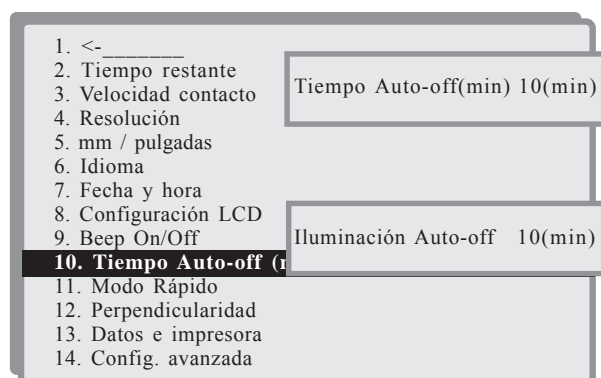 1. <-_______
2. Tiempo restante
3. Velocidad contacto
4. Resolución
5. mm / pulgadas
6. Idioma
7. Fecha y hora
8. Configuración LCD
9. Beep On/Off
10. Tiempo Auto-off (
11. Modo Rápido
12. Perpendicularidad
13. Datos e impresora
14. Config. avanzada
Tiempo Auto-off(min) 10(min)
Iluminación Auto-off 10(min)